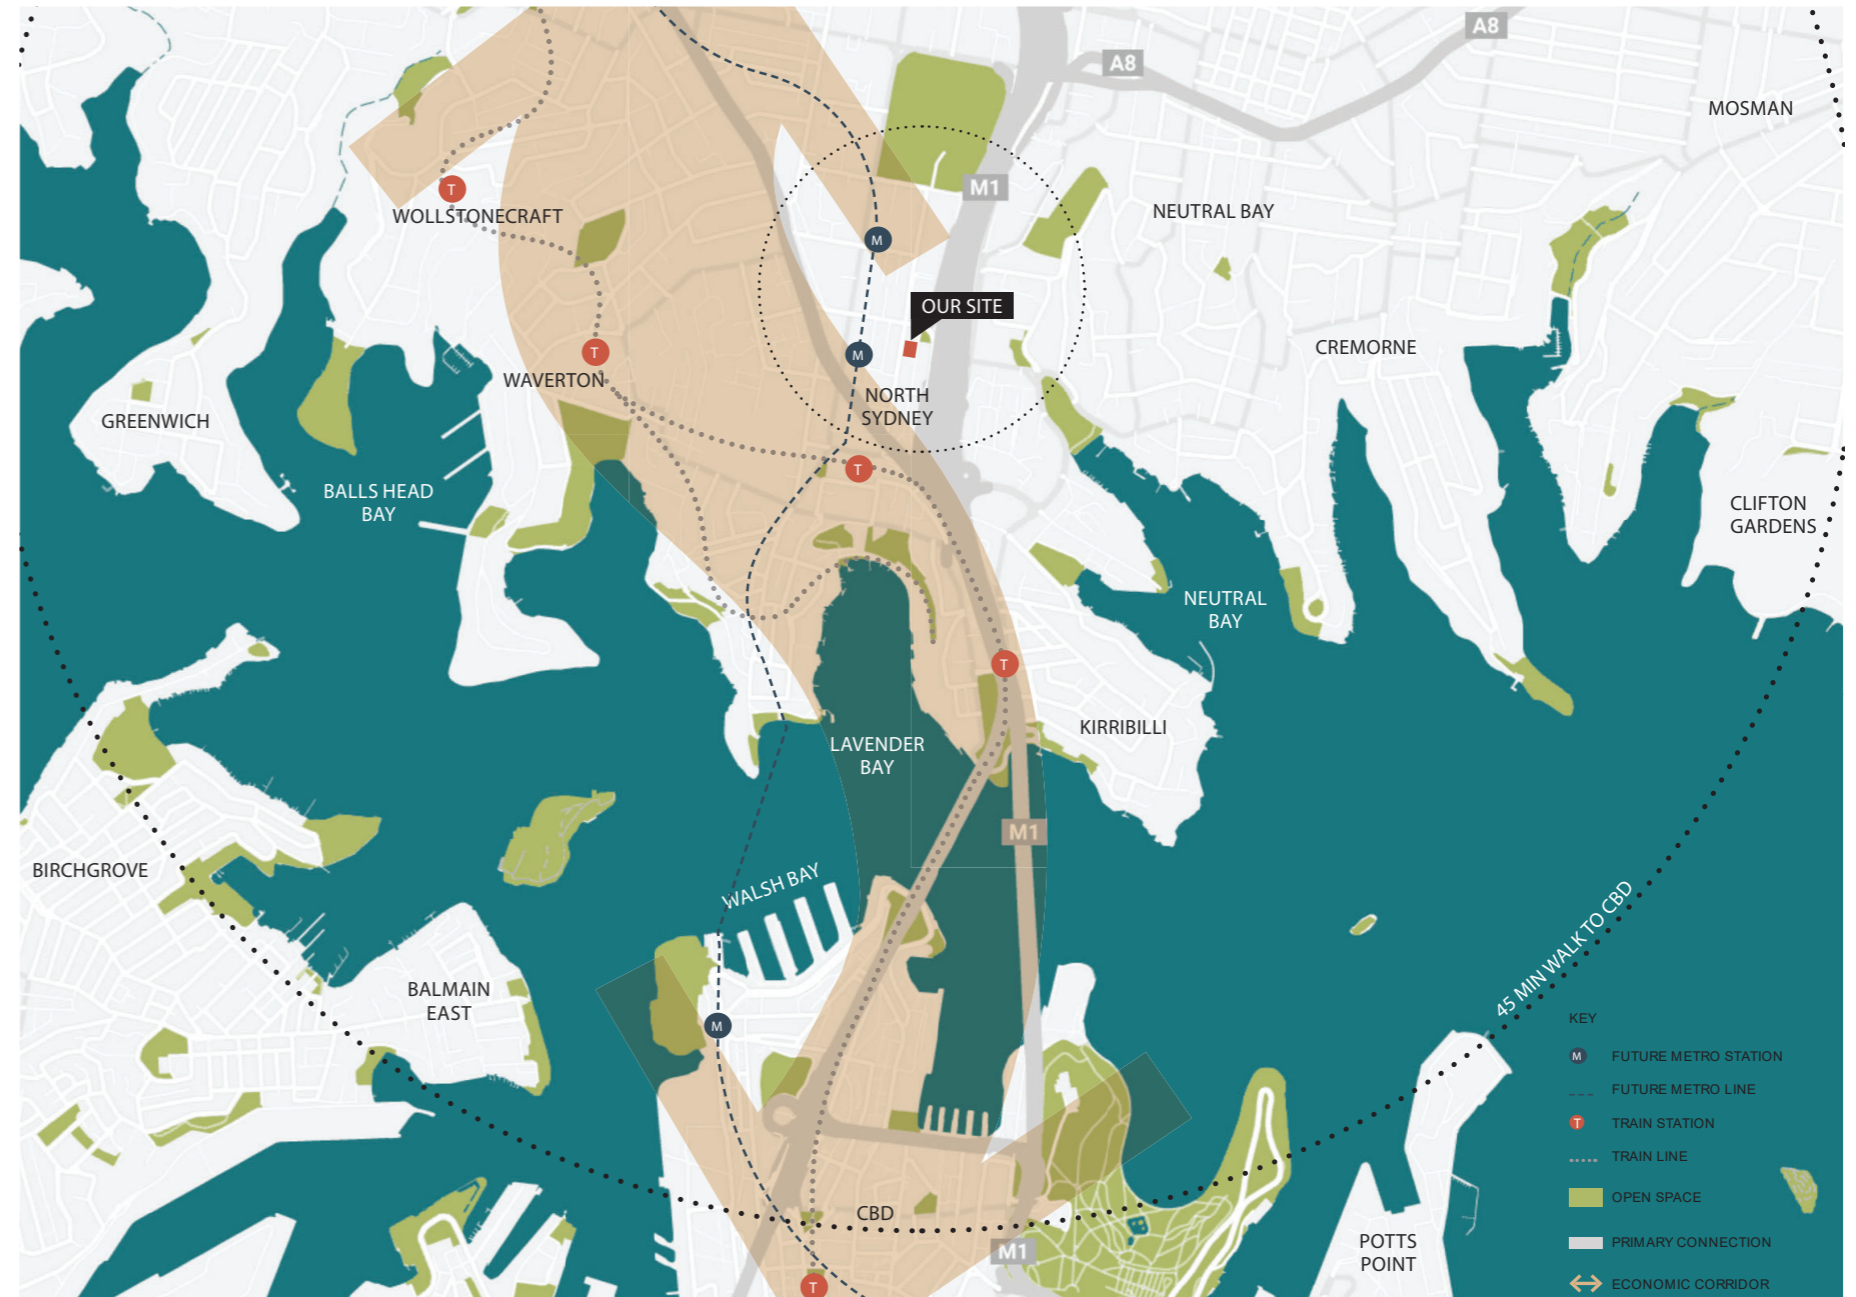 A8
A8
MOSMAN
M1
T
WOLLSTONECRAFT
NEUTRAL BAY
M
OUR SITE
T
M
CREMORNE
WAVERTON
NORTH
SYDNEY
GREENWICH
T
BALLS HEAD
BAY
CLIFTON
GARDENS
NEUTRAL
BAY
T
KIRRIBILLI
LAVENDER
BAY
M1
BIRCHGROVE
WALSH BAY
45 MIN WALK TO CBD
BALMAIN
EAST
M
CBD
M1
POTTS
POINT
T
KEY
M FUTURE METRO STATION
FUTURE METRO LINE
T TRAIN STATION
TRAIN LINE
OPEN SPACE
PRIMARY CONNECTION
ECONOMIC CORRIDOR